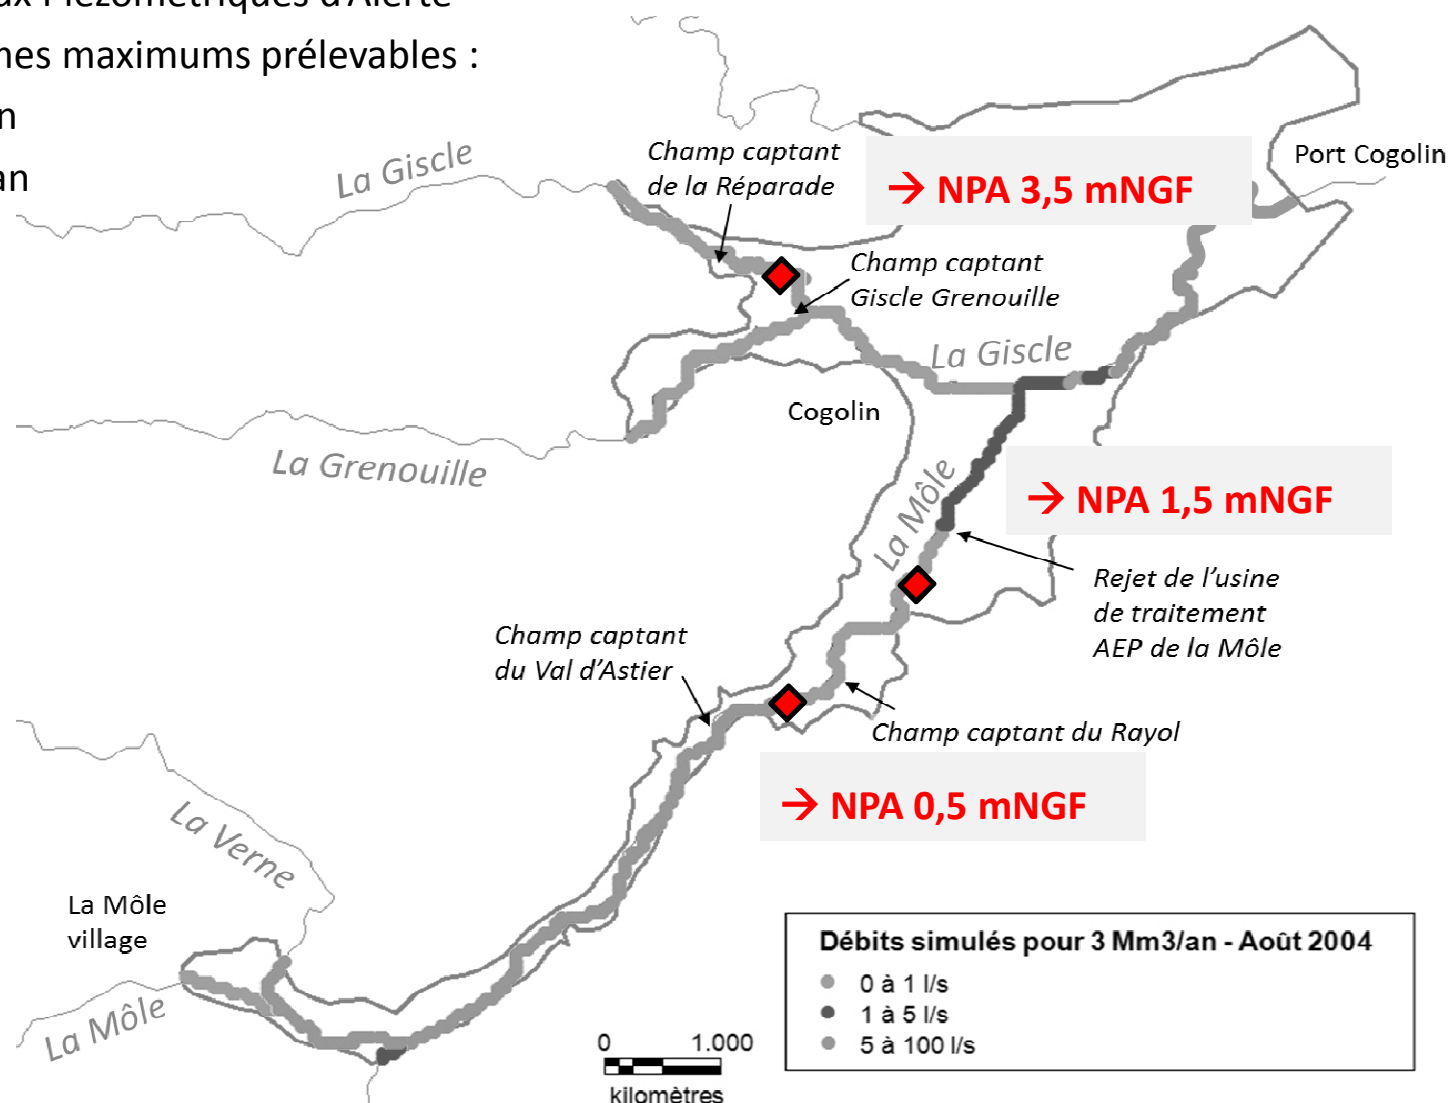 Piézométriques d'Alerte
maximums prélevables :
La Giscle
Champ captant
de la Réparade
→ NPA 3,5 mNGF
Port Cogolin
Champ captant
Giscle Grenouille
La Giscle
Cogolin
La Grenouille
La Môle
→ NPA 1,5 mNGF
Rejet de l'usine
de traitement
AEP de la Môle
Champ captant
du Val d'Astier
Champ captant du Rayol
→ NPA 0,5 mNGF
La Verne
La Môle
village
La Môle
Débits simulés pour 3 Mm3/an - Août 2004
0 à 1 l/s
1 à 5 l/s
5 à 100 l/s
0 1.000
kilomètres